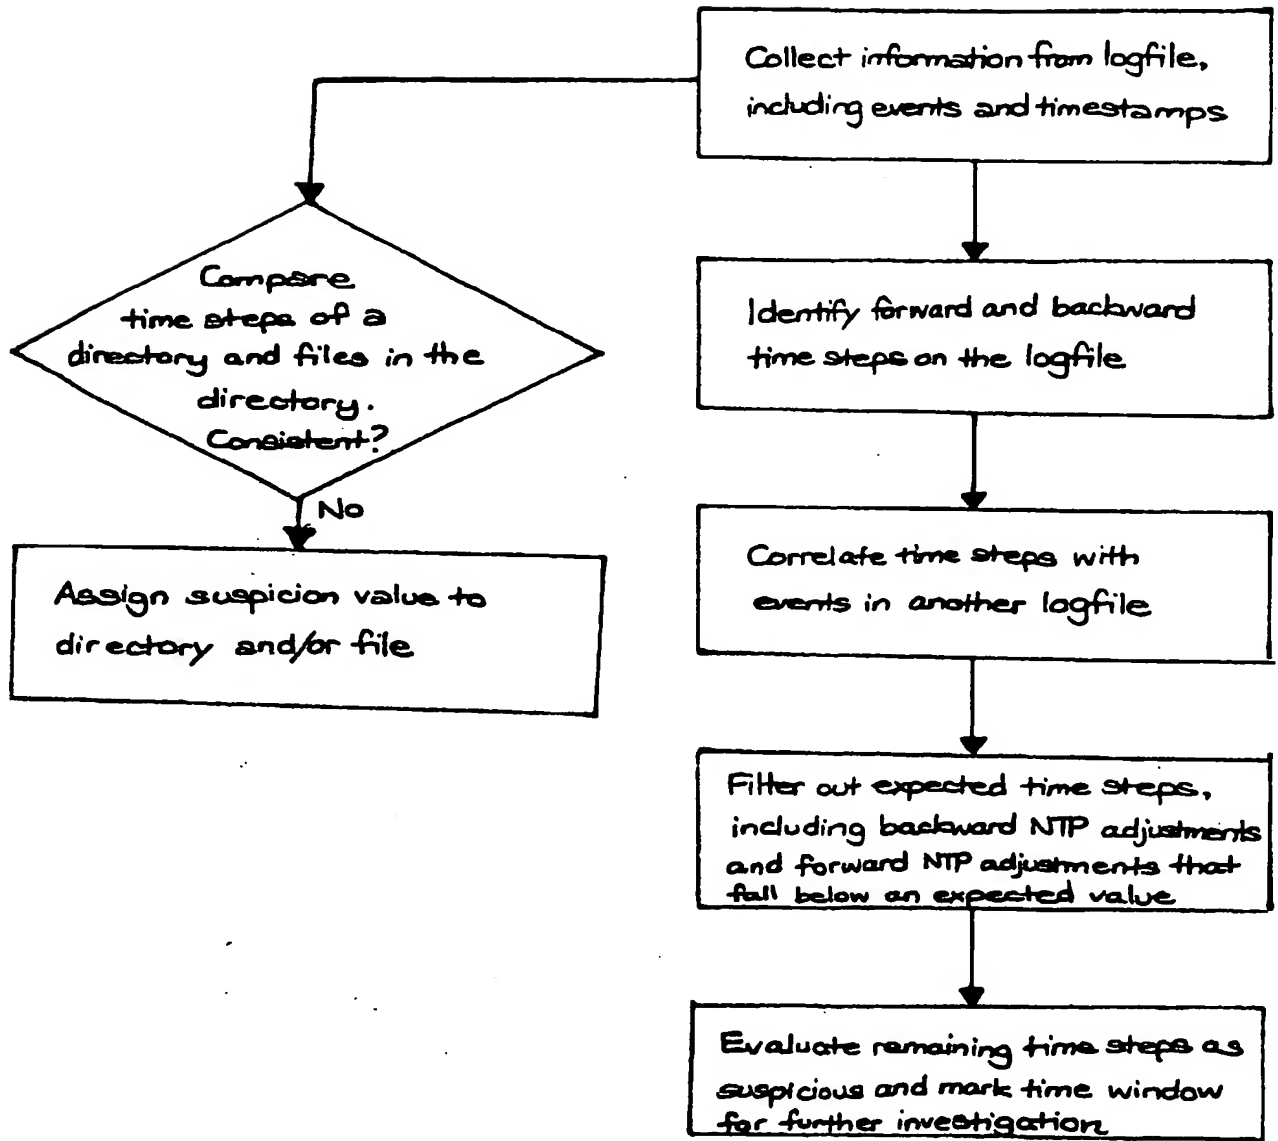 Collect information from logfile,
including events and timestamps
Compare
time steps of a
directory and files in the
directory.
Consistent?
No
Assign suspicion value to
directory and/or file
Identify forward and backward
time steps on the logfile
Correlate time steps with
events in another logfile
Filter out expected time steps,
including backward NTP adjustments
and forward NTP adjustments that
fall below an expected value
Evaluate remaining time steps as
suspicious and mark time window
for further investigation